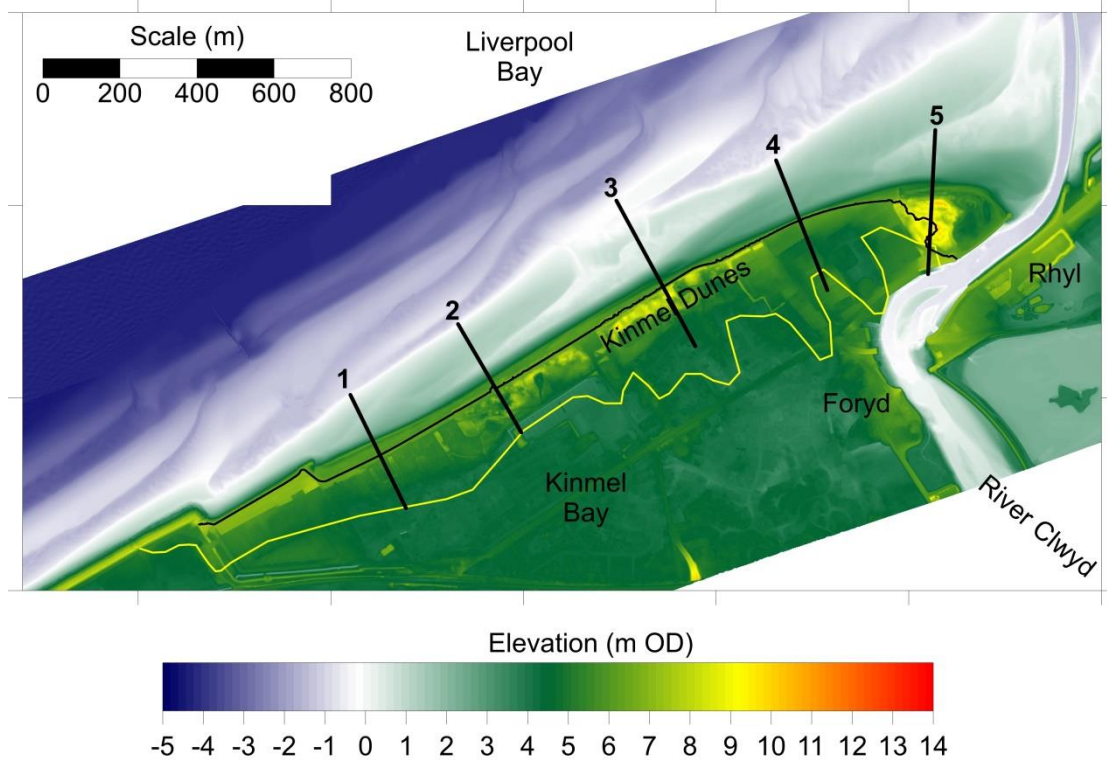 Scale (m)
0 200 400 600 800
Liverpool
Bay
5
4
3
2
1
Kinmel Dunes
Rhyl
Foryd
Kinmel
Bay
River Clwyd
Elevation (m OD)
-5 -4 -3 -2 -1 0 1 2 3 4 5 6 7 8 9 10 11 12 13 14